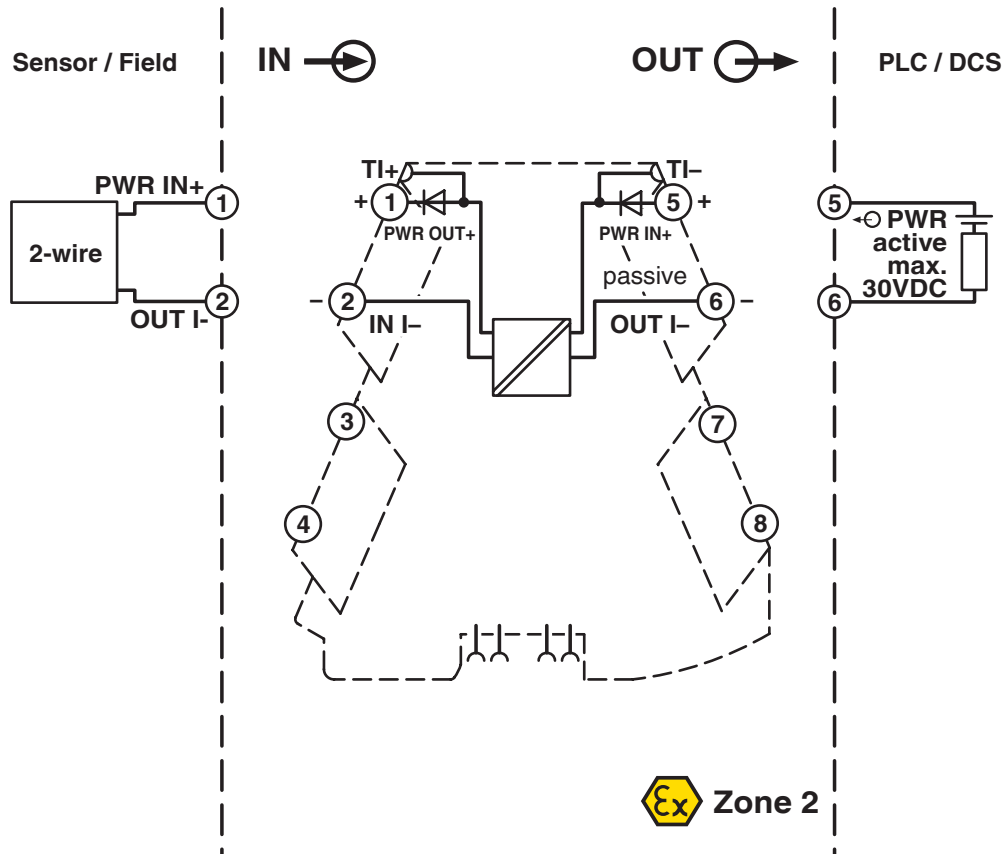 Sensor / Field
IN
OUT
PLC / DCS
PWR IN+
1
2-wire
2
OUT I-
TI+
+ 1
PWR OUT+
– 2
IN I–
3
4
TI–
5 +
PWR IN+
passive
6 –
OUT I–
7
8
5
PWR
active
max.
30VDC
6
Ex Zone 2